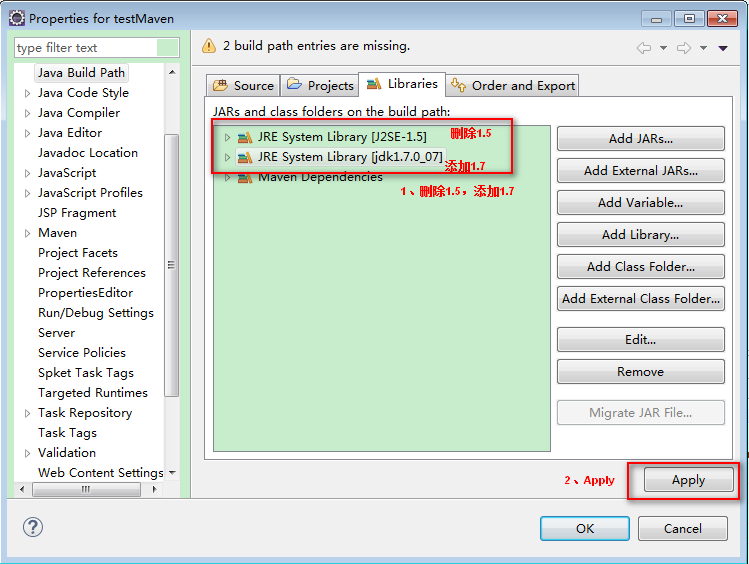 Properties for testMaven
type filter text
2 build path entries are missing.
Java Build Path
Java Code Style
Java Compiler
Java Editor
Javadoc Location
JavaScript
JavaScript Profiles
JSP Fragment
Maven
Project Facets
Project References
PropertiesEditor
Run/Debug Settings
Server
Service Policies
Spket Task Tags
Targeted Runtimes
Task Repository
Task Tags
Validation
Web Content Settings
Source
Projects
Libraries
Order and Export
JARs and class folders on the build path:
JRE System Library [J2SE-1.5]
删除1.5
JRE System Library [jdk1.7.0_07]
添加1.7
Maven Dependencies
1、删除1.5，添加1.7
Add JARs...
Add External JARs...
Add Variable...
Add Library...
Add Class Folder...
Add External Class Folder...
Edit...
Remove
Migrate JAR File...
2、Apply
Apply
OK
Cancel